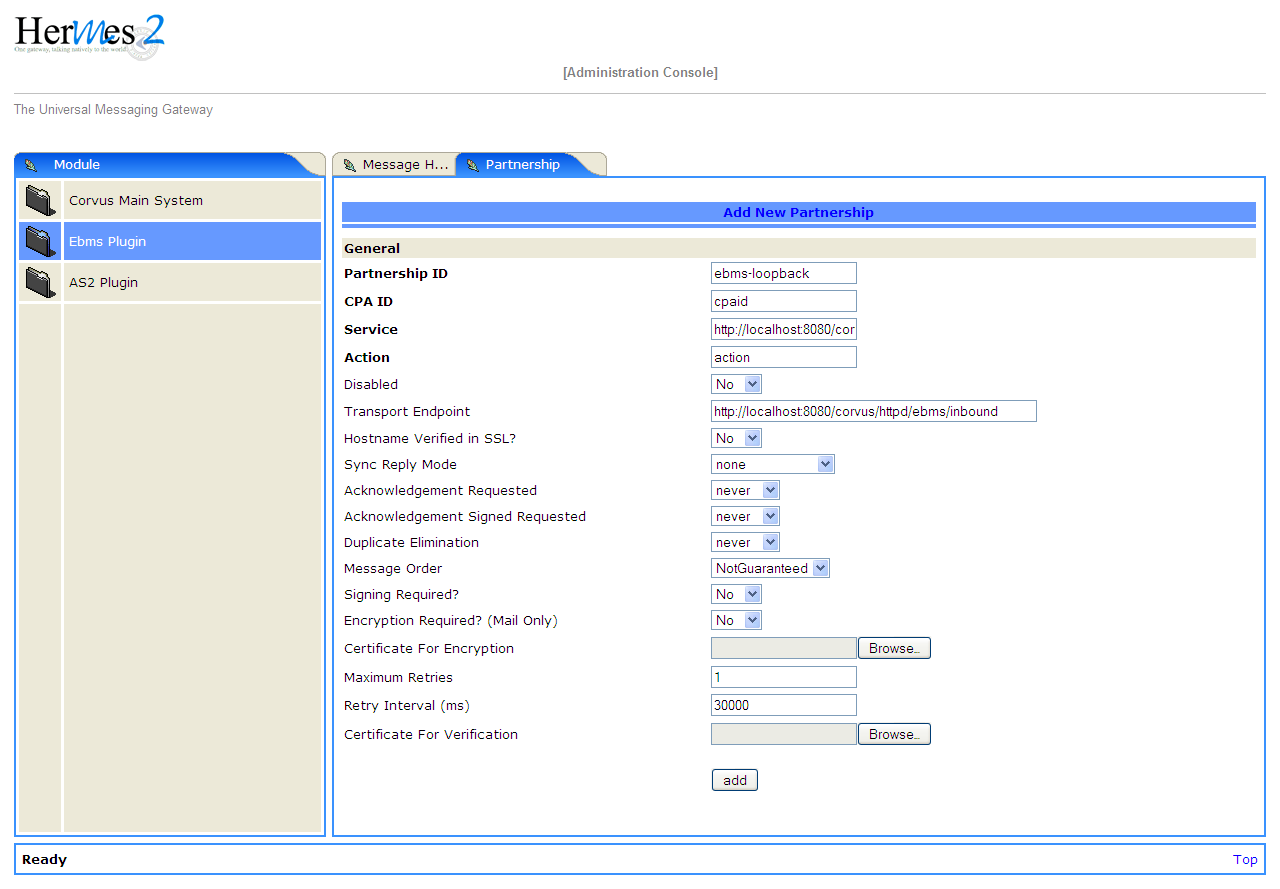 Hermes 2
One gateway, talking natively to the world
[Administration Console]
The Universal Messaging Gateway
Module
Corvus Main System
Ebms Plugin
AS2 Plugin
Message H... Partnership
Add New Partnership
General
Partnership ID ebms-loopback
CPA ID cpaid
Service http://localhost:8080/cor
Action action
Disabled No
Transport Endpoint http://localhost:8080/corvus/httpd/ebms/inbound
Hostname Verified in SSL? No
Sync Reply Mode none
Acknowledgement Requested never
Acknowledgement Signed Requested never
Duplicate Elimination never
Message Order NotGuaranteed
Signing Required? No
Encryption Required? (Mail Only) No
Certificate For Encryption Browse...
Maximum Retries 1
Retry Interval (ms) 30000
Certificate For Verification Browse...
add
Ready Top